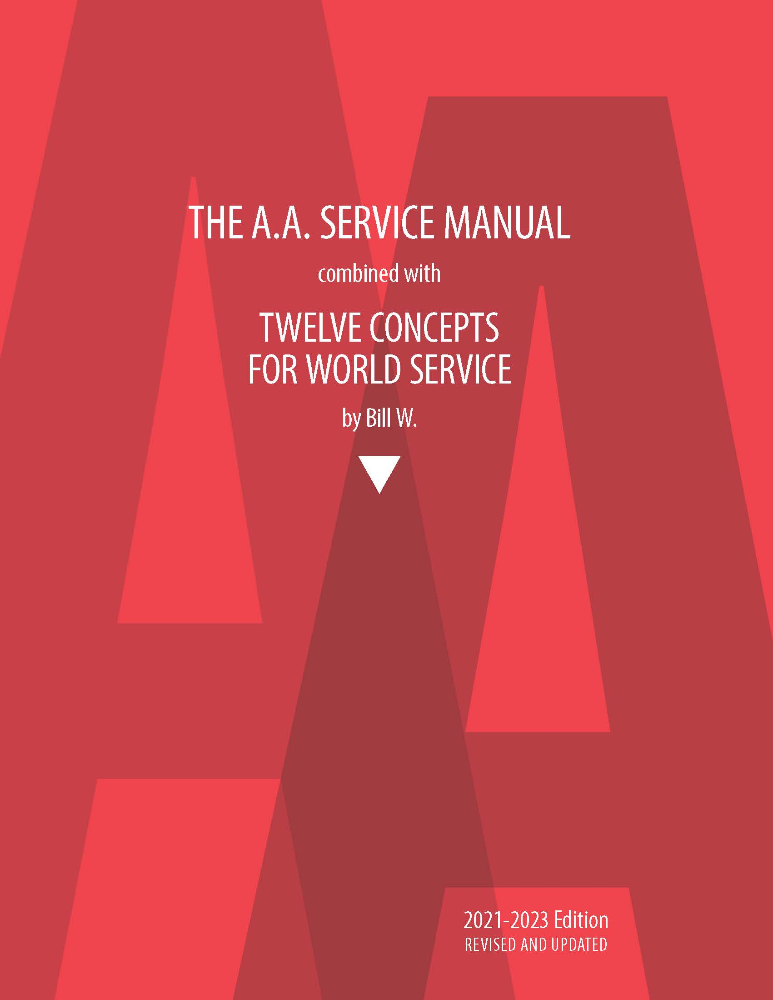 THE A.A. SERVICE MANUAL
combined with
TWELVE CONCEPTS
FOR WORLD SERVICE
by Bill W.
2021-2023 Edition
REVISED AND UPDATED